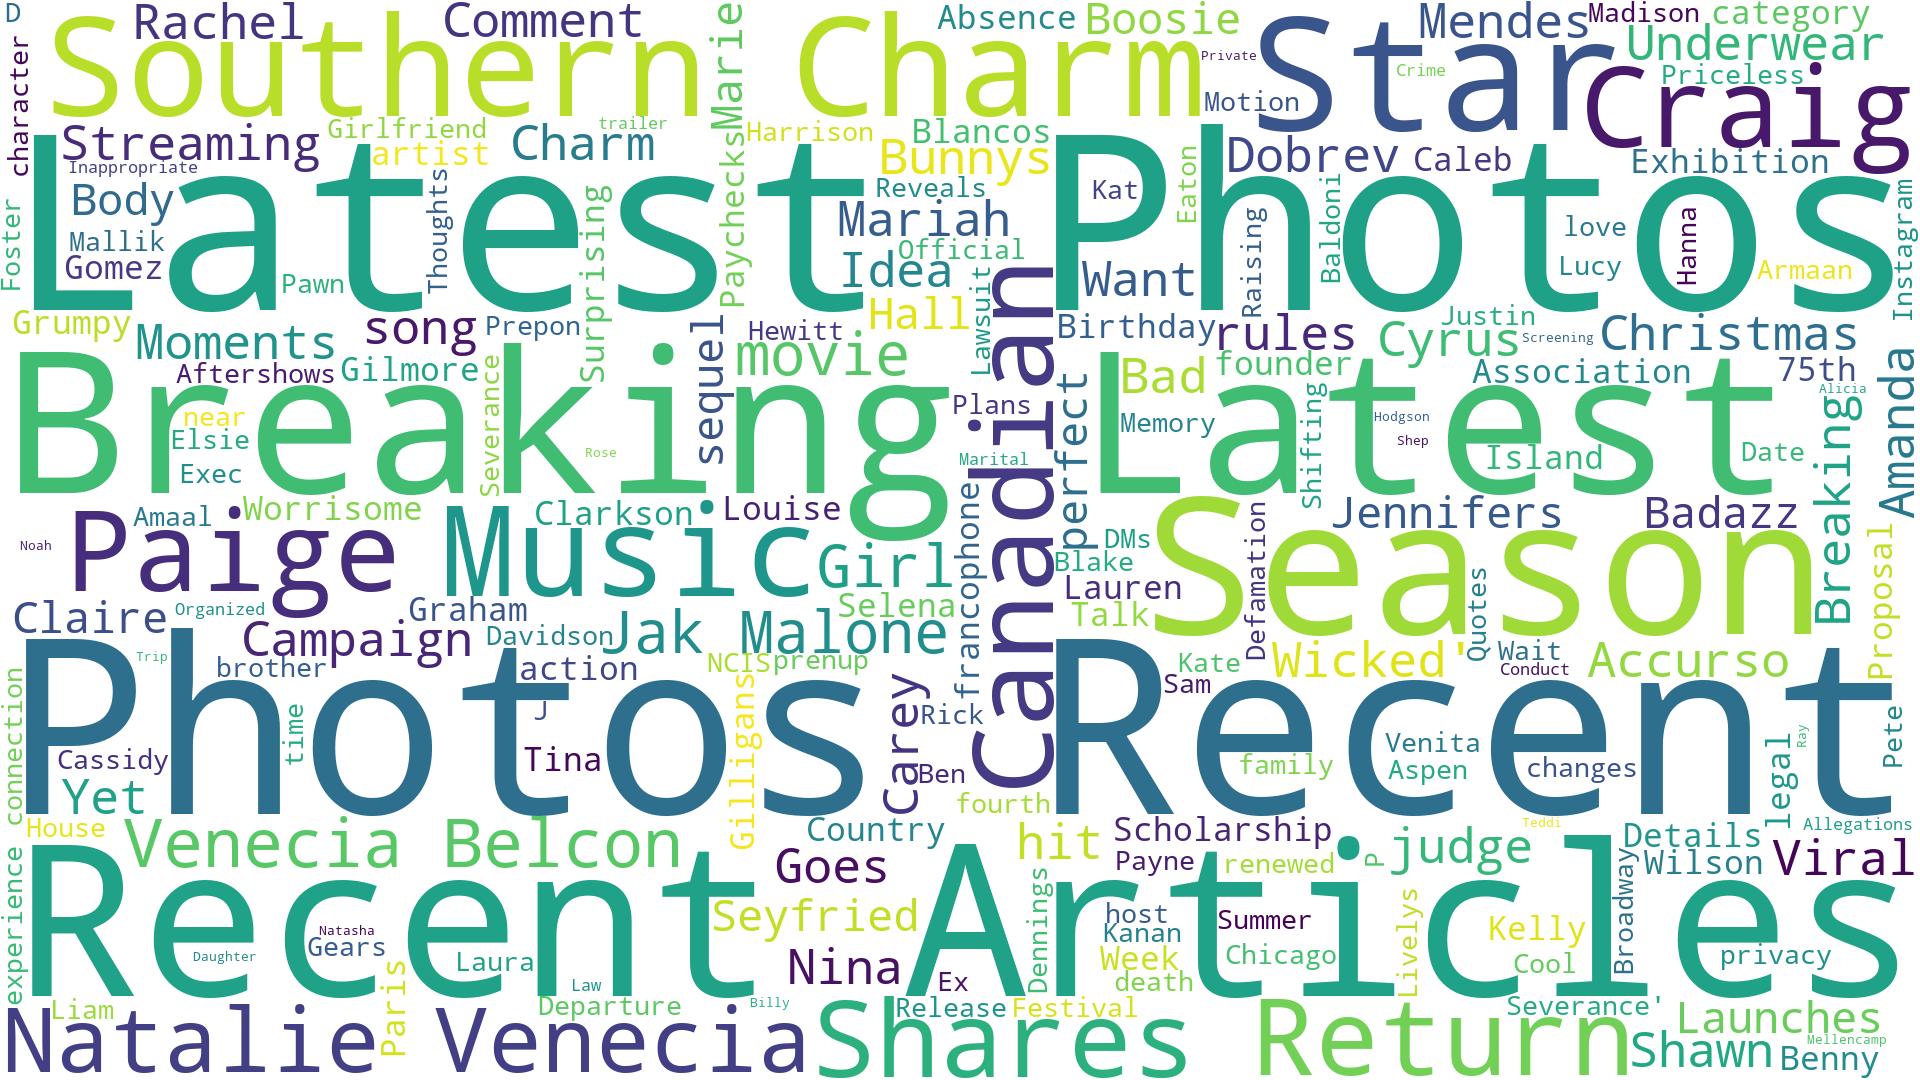 D
Rachel
Comment
Absence
Boosie
Mendes
Madison
category
Southern Charm
Marie
Private
Star
Crime
Underwear
Priceless
Craig
character
Motion
Streaming
Girlfriend
artist
trailer
Charm
Harrison
Blancos
Bunnys
Dobrev
Caleb
Exhibition
Inappropriate
Latest Photos
Body
Thoughts
Surprising
Paychecks
Reveals
Kat
Eaton
Mariah
Raising
Baldoni
love
Hanna
Instagram
Foster
Mallik
Gomez
Pawn
Official
Idea
Lawsuit
Want
Lucy
Armaan
Grumpy
Moments
song
Prepon
sequel
Hewitt
Hall
Canadian
Birthday
rules
Justin
Cyrus
Screening
Christmas
Aftershows
Gilmore
movie
Bad
founder
Association
75th
Amanda
Breaking Latest
near
Elsie
Exec
Severance
Rose
Plans
perfect
Memory
Shifting
Hodgson
Shep
Island
Date
Alicia
Breaking
Marital
Noah
Paige
Amaal
Worrisome
Music
Clarkson
Louise
francophone
DMs
Blake
Season
Defamation
Jennifers
Badazz
Proposal
Girl
Lauren
Claire
Organized
Graham
Selena
Talk
Quotes
Campaign
Davidson
Jak Malone
Wicked'
Wait
Conduct
Accurso
Trip
brother
action
NCIS
prenup
Kate
Sam
connection
Photos Recent
time
J
Gilligans
Carey
Rick
Cassidy
Tina
Ben
Venita
Aspen
family
changes
legal
Ray
Pete
Yet
fourth
House
Venecia Belcon
Country
hit
Scholarship
Teddi
Details
Allegations
Goes
Payne
renewed
P
judge
Wilson
Viral
experience
Recent Articles
Seyfried
Dennings
host
Kanan
Summer
Livelys
Kelly
Broadway
Natasha
Gears
Daughter
Laura
Nina
Week
Chicago
Cool
privacy
Law
Ex
death
Liam
Paris
Departure
Billy
Release
Festival
Severance'
Launches
Natalie
Venecia
Shares
Return
Shawn
Mellencamp
Benny